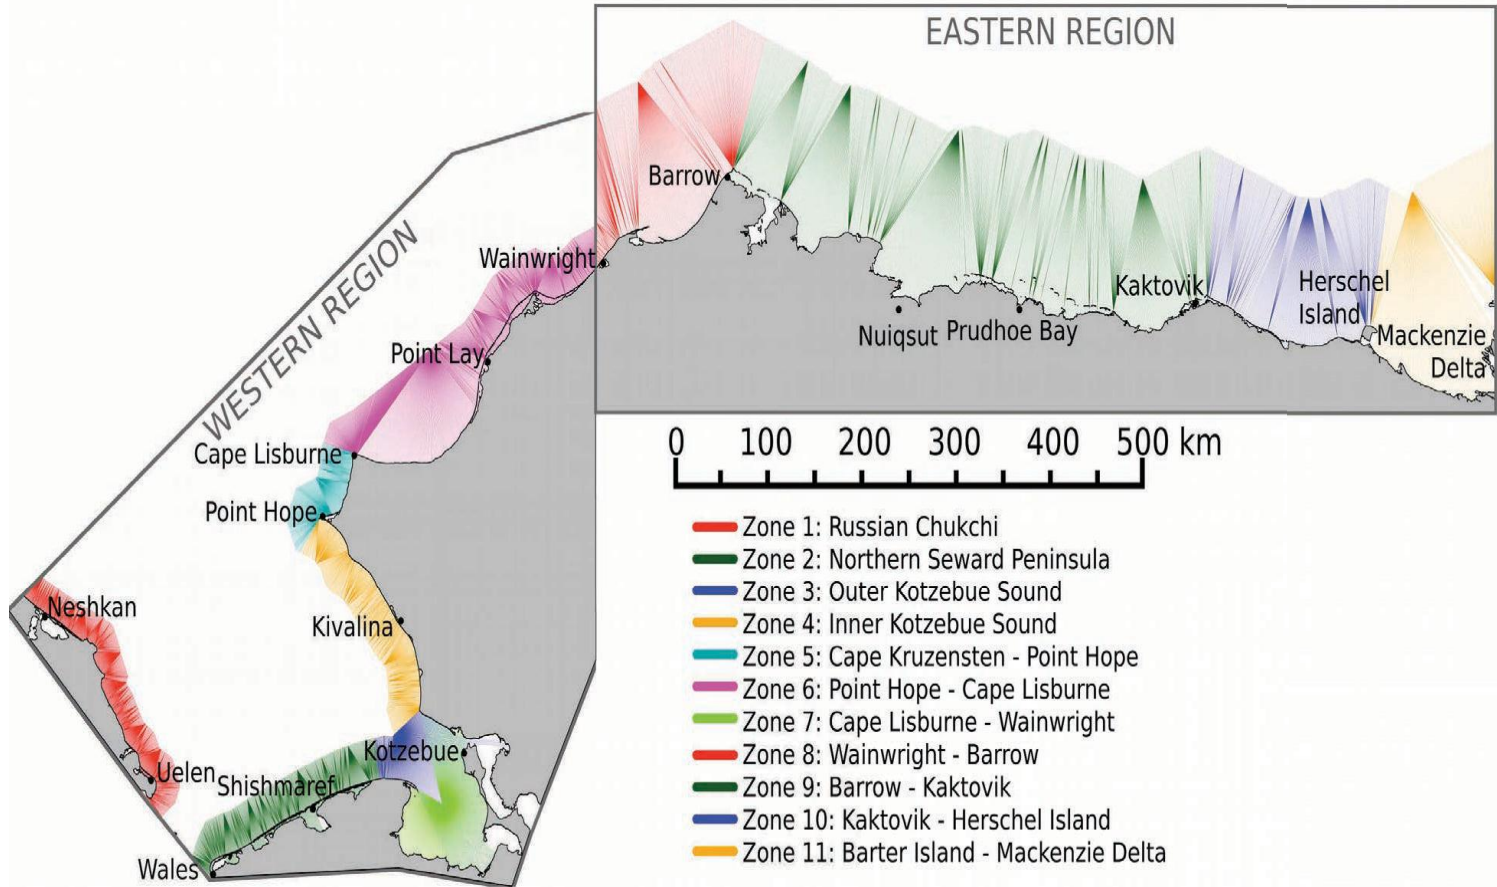 EASTERN REGION
WESTERN REGION
Barrow
Wainwright
Point Lay
Cape Lisburne
Point Hope
Kivalina
Neshkan
Uelen
Shishmaref
Kotzebue
Wales
Nuiqsut
Prudhoe Bay
Kaktovik
Herschel
Island
Mackenzie
Delta
0 100 200 300 400 500 km
Zone 1: Russian Chukchi
Zone 2: Northern Seward Peninsula
Zone 3: Outer Kotzebue Sound
Zone 4: Inner Kotzebue Sound
Zone 5: Cape Kruzensten - Point Hope
Zone 6: Point Hope - Cape Lisburne
Zone 7: Cape Lisburne - Wainwright
Zone 8: Wainwright - Barrow
Zone 9: Barrow - Kaktovik
Zone 10: Kaktovik - Herschel Island
Zone 11: Barter Island - Mackenzie Delta